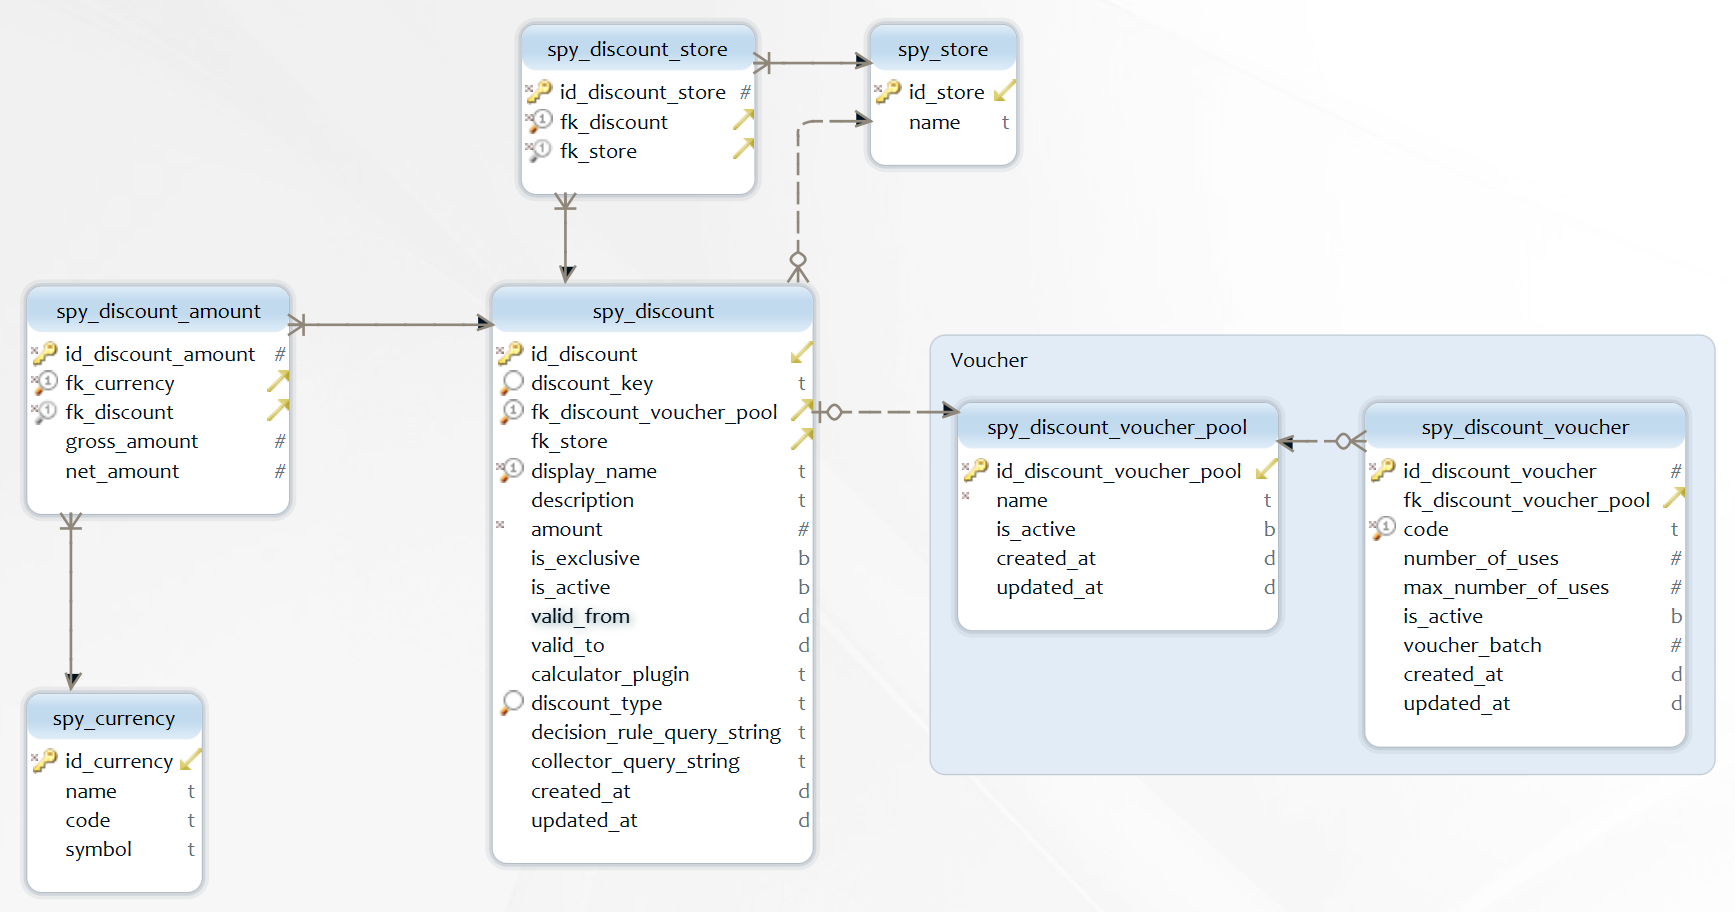 spy_discount_store
id_discount_store #
fk_discount
fk_store
spy_store
id_store
name t
spy_discount_amount
id_discount_amount #
fk_currency
fk_discount
gross_amount #
net_amount #
spy_discount
id_discount
discount_key t
fk_discount_voucher_pool
fk_store
display_name t
description t
amount #
is_exclusive b
is_active b
valid_from d
valid_to d
calculator_plugin t
discount_type t
decision_rule_query_string t
collector_query_string t
created_at d
updated_at d
Voucher
spy_discount_voucher_pool
id_discount_voucher_pool
name t
is_active b
created_at d
updated_at d
spy_discount_voucher
id_discount_voucher #
fk_discount_voucher_pool
code t
number_of_uses #
max_number_of_uses #
is_active b
voucher_batch #
created_at d
updated_at d
spy_currency
id_currency
name t
code t
symbol t